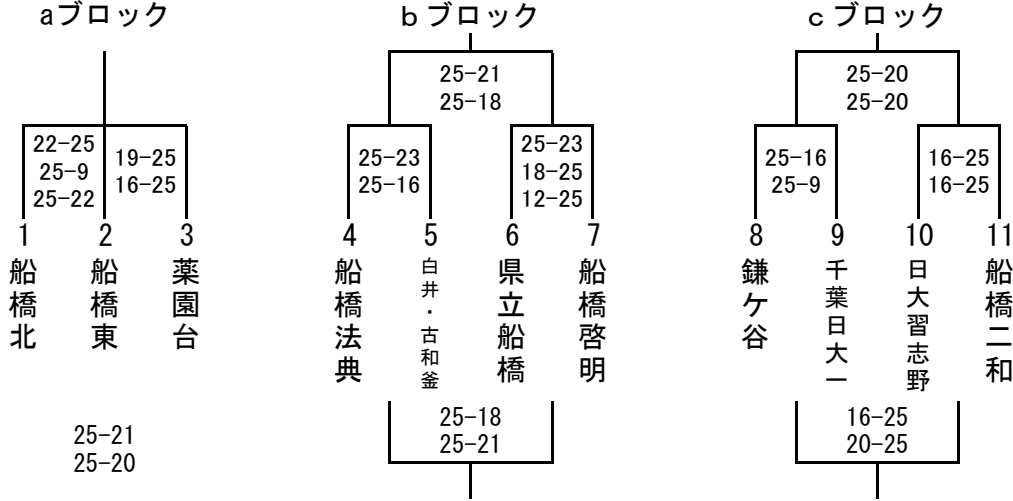 aブロック
22-25
25-9
25-22
19-25
16-25
1
2
3
船橋北
船橋東
薬園台
25-21
25-20
bブロック
25-21
25-18
25-23
25-16
25-23
18-25
12-25
4
5
6
7
船橋法典
白井・古和釜
県立船橋
船橋啓明
25-18
25-21
cブロック
25-20
25-20
25-16
25-9
16-25
16-25
8
9
10
11
鎌ケ谷
千葉日大一
日大習志野
船橋二和
16-25
20-25